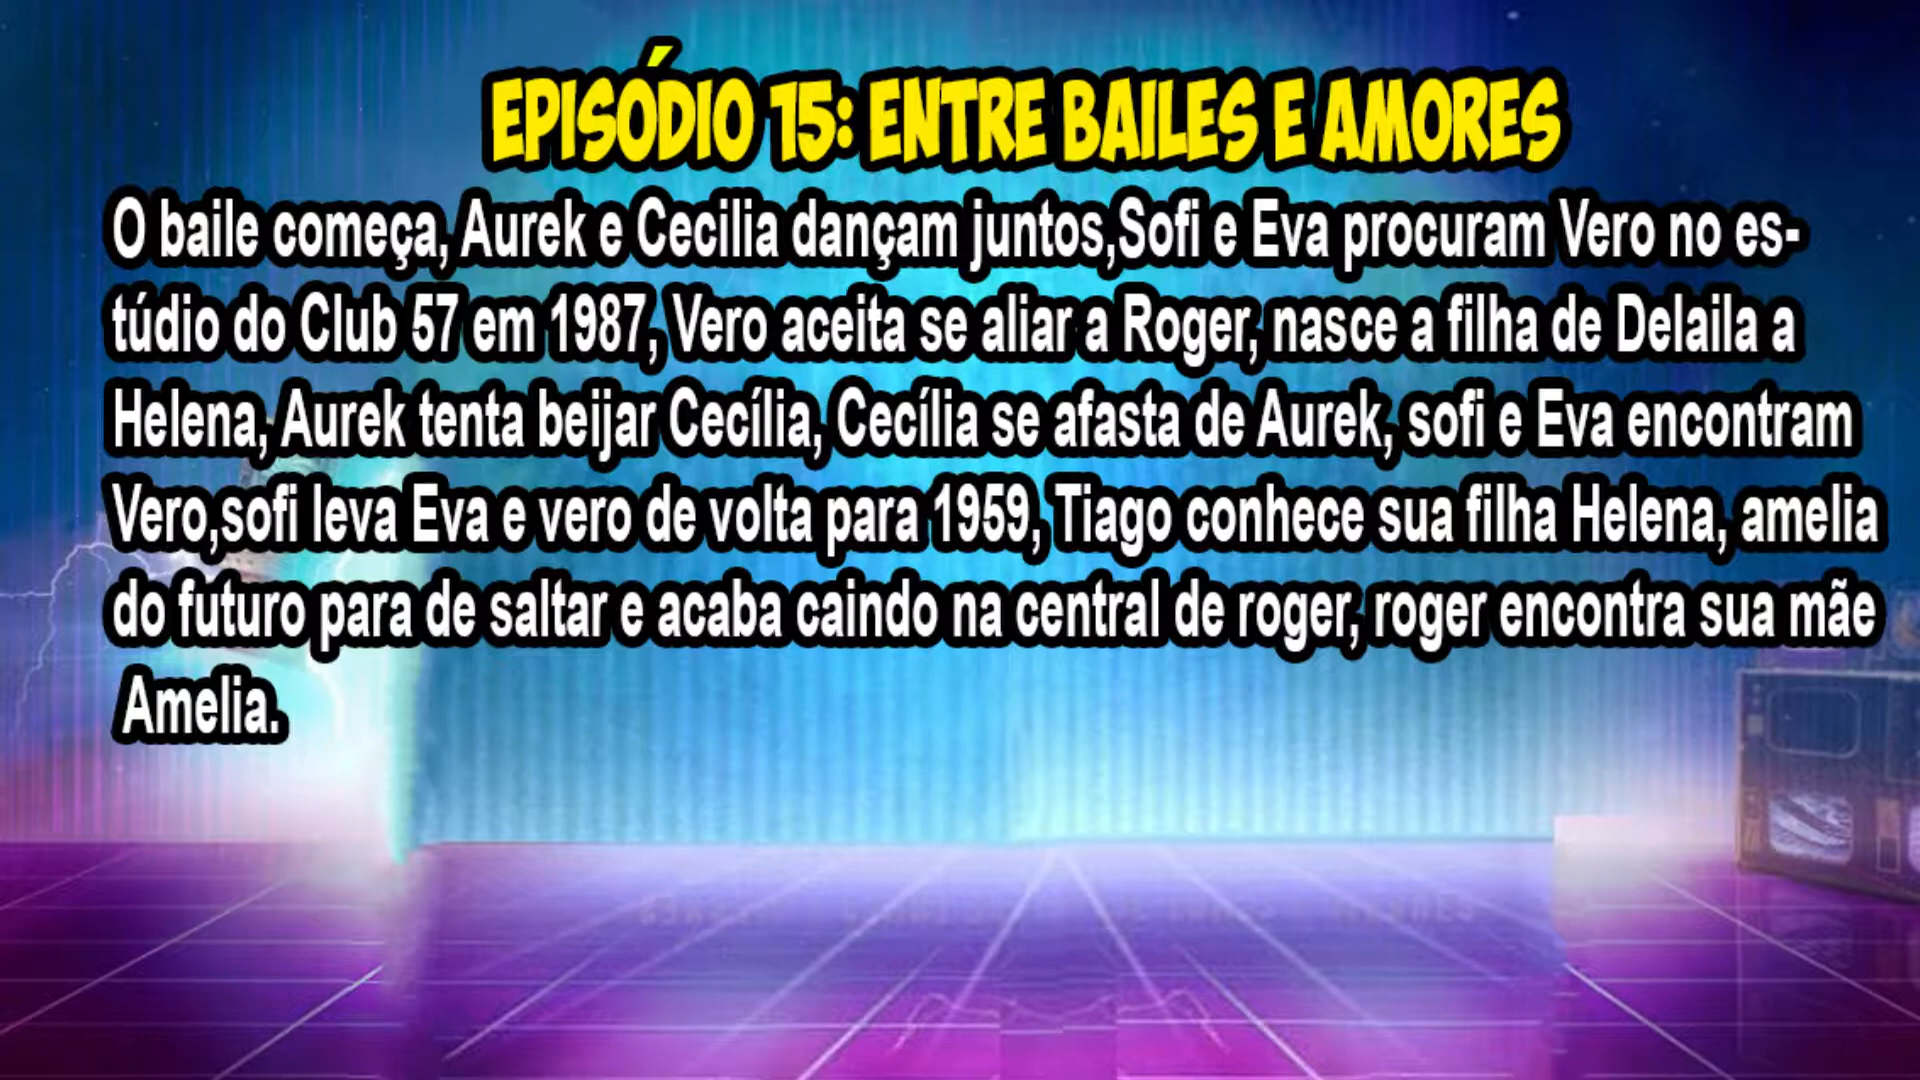 EPISÓDIO 15: ENTRE BAILES E AMORES
O baile começa, Aurek e Cecilia dançam juntos,Sofi e Eva procuram Vero no es-
túdio do Club 57 em 1987, Vero aceita se aliar a Roger, nasce a filha de Delaila a
Helena, Aurek tenta beijar Cecília, Cecília se afasta de Aurek, sofi e Eva encontram
Vero,sofi leva Eva e vero de volta para 1959, Tiago conhece sua filha Helena, amelia
do futuro para de saltar e acaba caindo na central de roger, roger encontra sua mãe
Amelia.